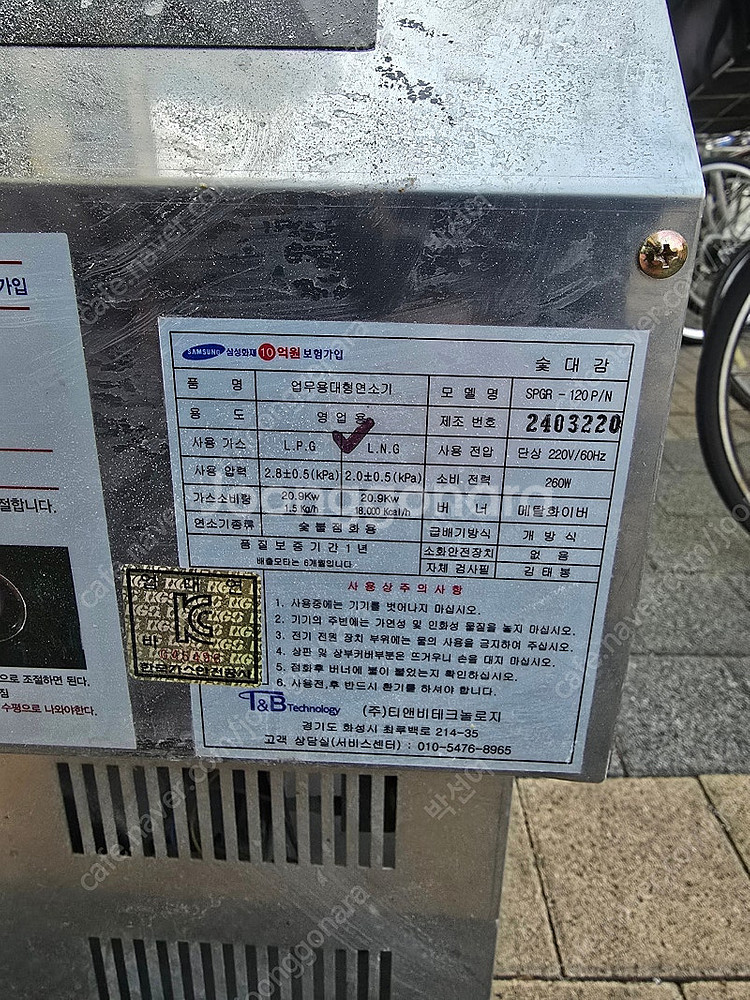 가입
절합니다.
으로 조절하면 된다.
수평으로 나와야한다.
SAMSUNG 삼성화재 10억원 보험가입
숯 대 감
품 명 업무용대형연소기 모 델 명 SPGR - 120 P/N
용 도 영 업 용 제조 번호 2403220
사용 가스 L.P.G L.N.G 사용 전압 단상 220V/60Hz
사용 압력 2.8±0.5(kPa) 2.0±0.5(kPa) 소비 전력 260W
가스소비량 20.9Kw 1.5 Kg/h 20.9Kw 18,000 Kcal/h 버 너 메탈화이버
연소기종류 숯불점화용 급배기방식 개 방 식
품 질 보 증 기 간 1 년 소화안전장치 없 음
배출모타는 6개월입니다 자체 검사필 김 태 봉
사 용 상 주 의 사 항
1. 사용중에는 기기를 벗어나지 마십시오.
2. 기기의 주변에는 가연성 및 인화성 물질을 놓지 마십시오.
3. 전기 전원 장치 부위에는 물의 사용을 금지하여 주십시오.
4. 상판 및 상부커버부분은 뜨거우니 손을 대지 마십시오.
5. 점화후 버너에 불이 붙었는지 확인하십시오.
6. 사용전,후 반드시 환기를 하셔야 합니다.
T&B Technology (주)티앤비테크놀로지
경기도 화성시 최루백로 214-35
고객 상담실(서비스센터) : 010-5476-8965
KC
한국가스안전공사
joonggonara
cafe.naver.com/joonggonara